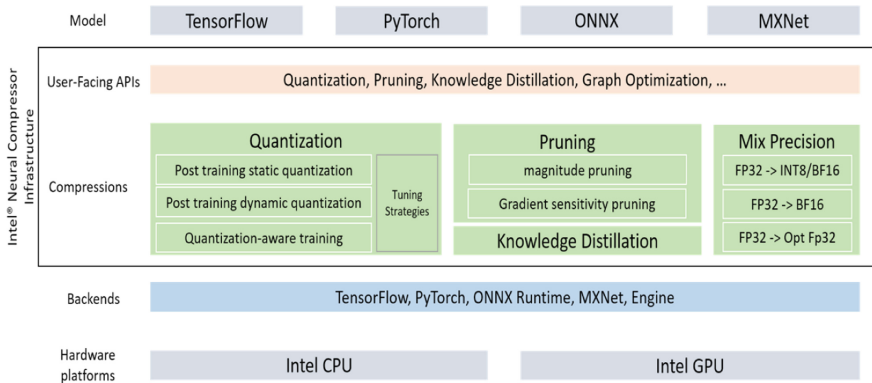 Model
TensorFlow
PyTorch
ONNX
MXNet
Intel® Neural Compressor
Infrastructure
User-Facing APIs
Quantization, Pruning, Knowledge Distillation, Graph Optimization, ...
Compressions
Quantization
Post training static quantization
Post training dynamic quantization
Quantization-aware training
Tuning
Strategies
Pruning
magnitude pruning
Gradient sensitivity pruning
Knowledge Distillation
Mix Precision
FP32 -> INT8/BF16
FP32 -> BF16
FP32 -> Opt Fp32
Backends
TensorFlow, PyTorch, ONNX Runtime, MXNet, Engine
Hardware
platforms
Intel CPU
Intel GPU